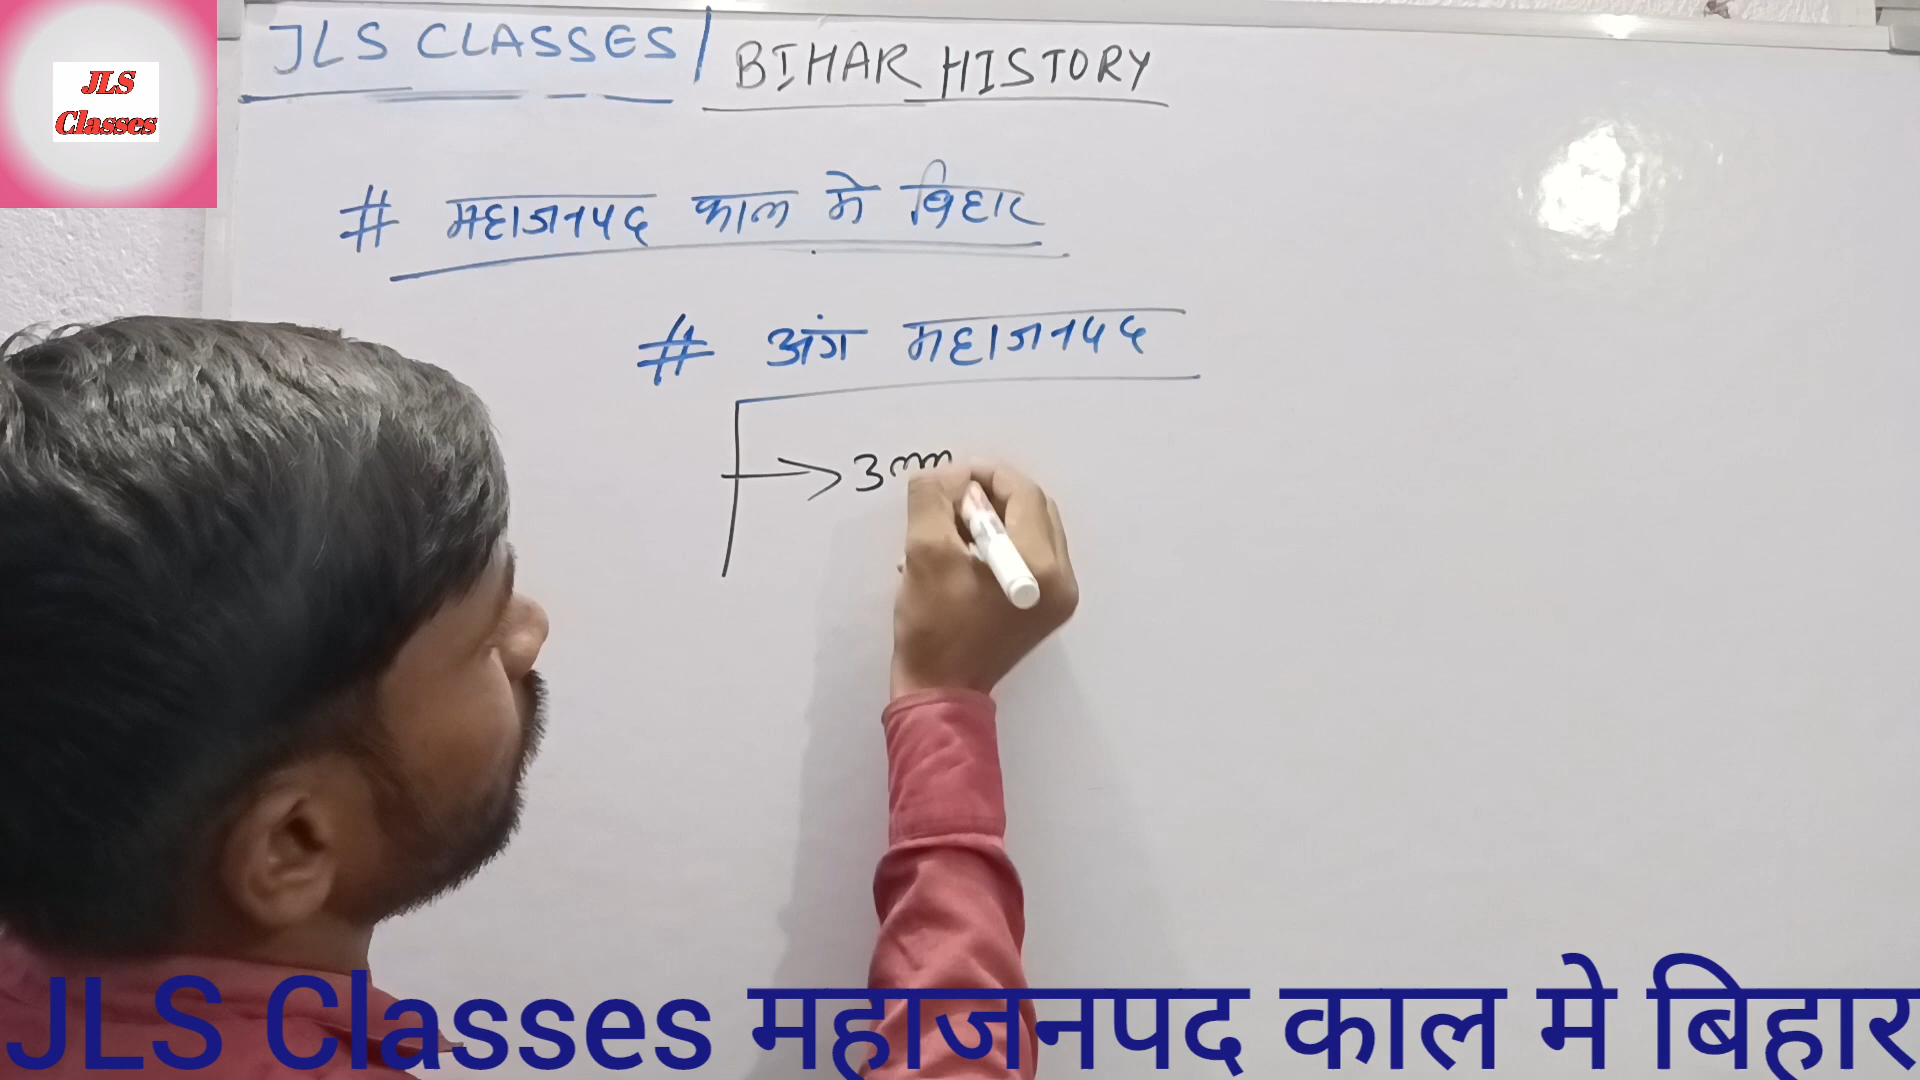 JLS
Classes
JLS CLASSES / BIHAR HISTORY
# महाजनपद काल मे बिहार
# अंग महाजनपद
JLS Classes महाजनपद काल मे बिहार